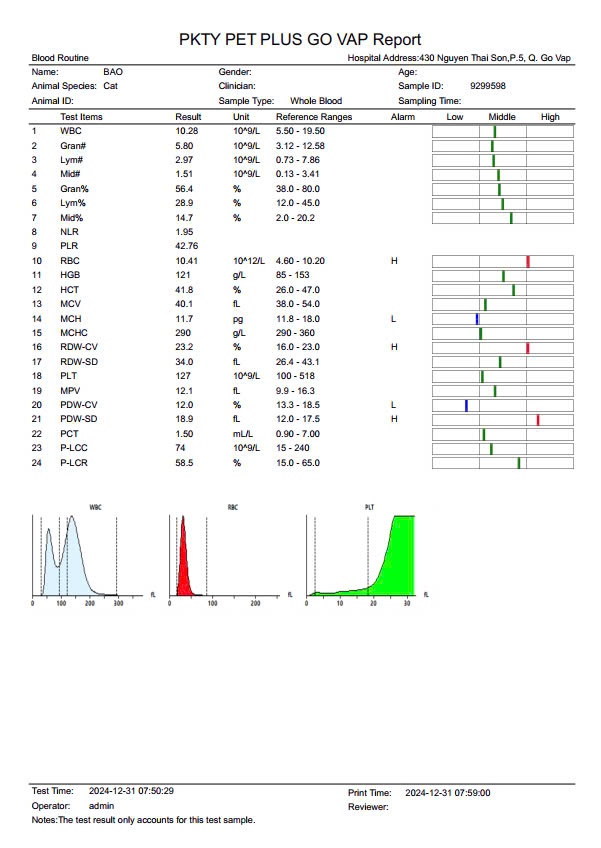 PKTY PET PLUS GO VAP Report
Blood Routine Hospital Address:430 Nguyen Thai Son,P.5, Q. Go Vap
Name: BAO Gender: Age:
Animal Species: Cat Clinician: Sample ID: 9299598
Animal ID: Sample Type: Whole Blood Sampling Time:
Test Items Result Unit Reference Ranges Alarm Low Middle High
1 WBC 10.28 10^9/L 5.50 - 19.50
2 Gran# 5.80 10^9/L 3.12 - 12.58
3 Lym# 2.97 10^9/L 0.73 - 7.86
4 Mid# 1.51 10^9/L 0.13 - 3.41
5 Gran% 56.4 % 38.0 - 80.0
6 Lym% 28.9 % 12.0 - 45.0
7 Mid% 14.7 % 2.0 - 20.2
8 NLR 1.95
9 PLR 42.76
10 RBC 10.41 10^12/L 4.60 - 10.20 H
11 HGB 121 g/L 85 - 153
12 HCT 41.8 % 26.0 - 47.0
13 MCV 40.1 fL 38.0 - 54.0
14 MCH 11.7 pg 11.8 - 18.0 L
15 MCHC 290 g/L 290 - 360
16 RDW-CV 23.2 % 16.0 - 23.0 H
17 RDW-SD 34.0 fL 26.4 - 43.1
18 PLT 127 10^9/L 100 - 518
19 MPV 12.1 fL 9.9 - 16.3
20 PDW-CV 12.0 % 13.3 - 18.5 L
21 PDW-SD 18.9 fL 12.0 - 17.5 H
22 PCT 1.50 mL/L 0.90 - 7.00
23 P-LCC 74 10^9/L 15 - 240
24 P-LCR 58.5 % 15.0 - 65.0
WBC RBC PLT
0 100 200 300 fL 0 100 200 fL 0 10 20 30 fL
Test Time: 2024-12-31 07:50:29 Print Time: 2024-12-31 07:59:00
Operator: admin Reviewer:
Notes:The test result only accounts for this test sample.